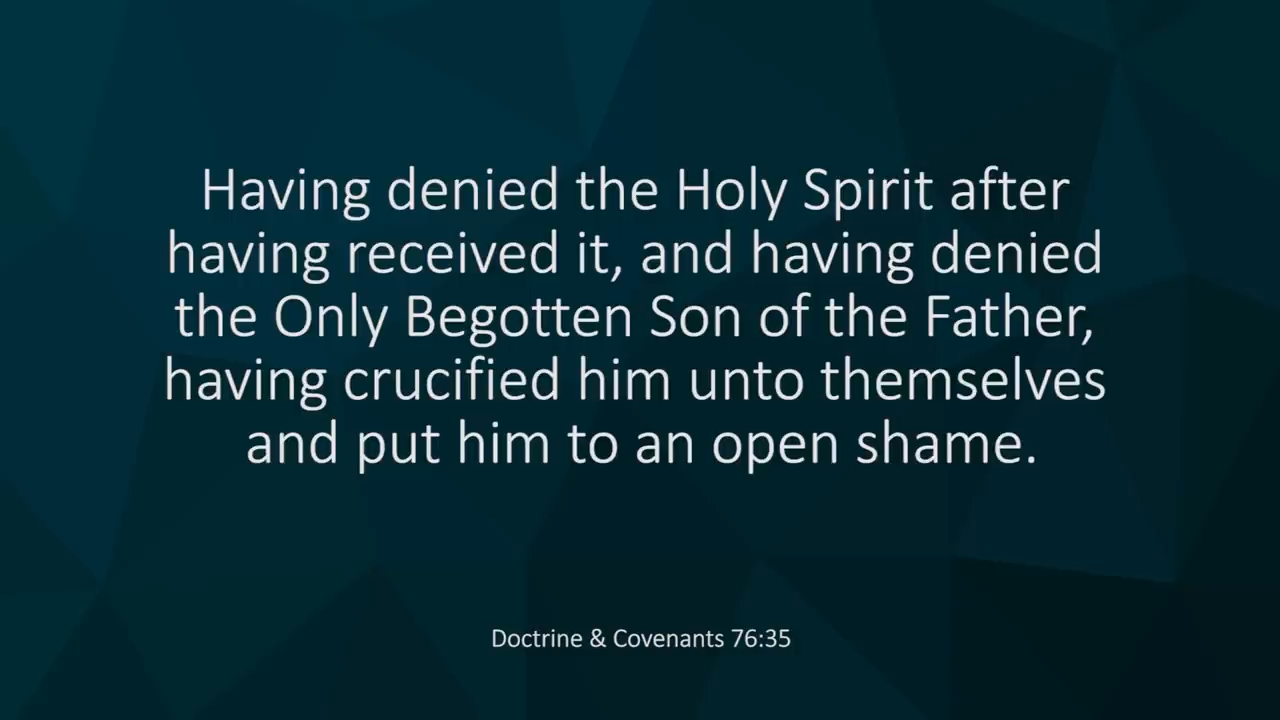 Having denied the Holy Spirit after
having received it, and having denied
the Only Begotten Son of the Father,
having crucified him unto themselves
and put him to an open shame.
Doctrine & Covenants 76:35